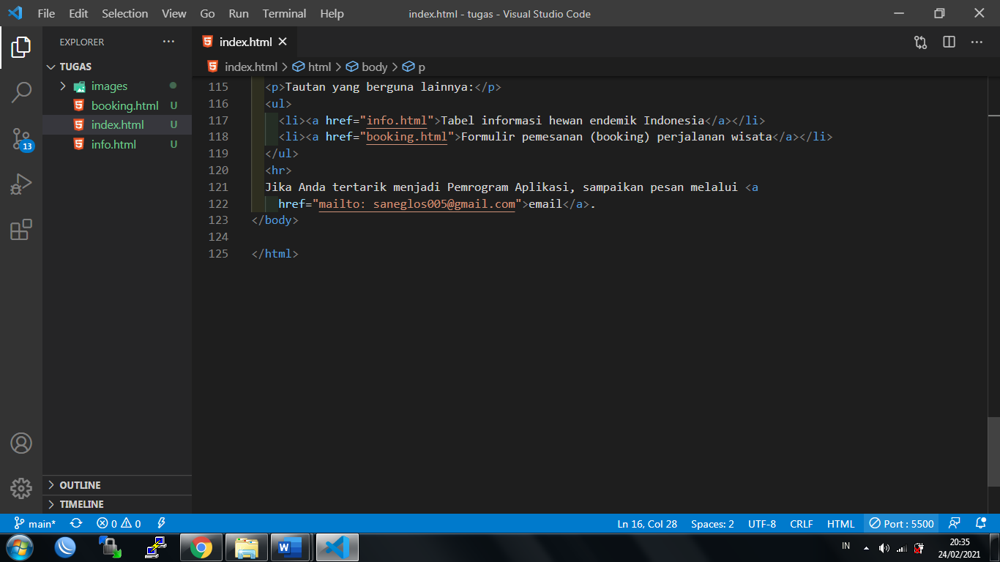 File Edit Selection View Go Run Terminal Help index.html - tugas - Visual Studio Code
EXPLORER
TUGAS
images
booking.html U
index.html U
info.html U
13
OUTLINE
TIMELINE
index.html
index.html > html > body > p
115 <p>Tautan yang berguna lainnya:</p>
116 <ul>
117 <li><a href="info.html">Tabel informasi hewan endemik Indonesia</a></li>
118 <li><a href="booking.html">Formulir pemesanan (booking) perjalanan wisata</a></li>
119 </ul>
120 <hr>
121 Jika Anda tertarik menjadi Pemrogram Aplikasi, sampaikan pesan melalui <a
122 href="mailto: saneglos005@gmail.com">email</a>.
123 </body>
124
125 </html>
main* 0 0 Ln 16, Col 28 Spaces: 2 UTF-8 CRLF HTML Port : 5500
IN 20:35
24/02/2021